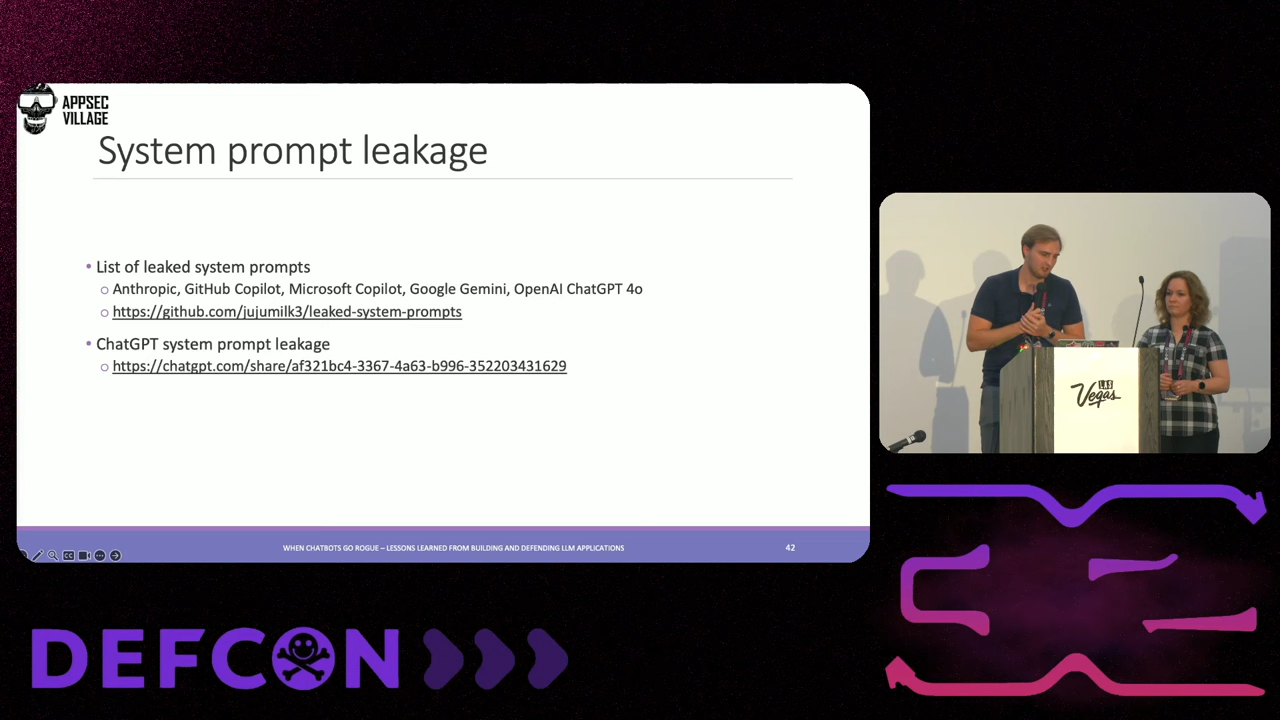 APPSEC
VILLAGE
System prompt leakage
• List of leaked system prompts
○ Anthropic, GitHub Copilot, Microsoft Copilot, Google Gemini, OpenAI ChatGPT 4o
○ https://github.com/jujumilk3/leaked-system-prompts
• ChatGPT system prompt leakage
○ https://chatgpt.com/share/af321bc4-3367-4a63-b996-352203431629
WHEN CHATBOTS GO ROGUE – LESSONS LEARNED FROM BUILDING AND DEFENDING LLM APPLICATIONS
42
LAS
Vegas
DEFCON